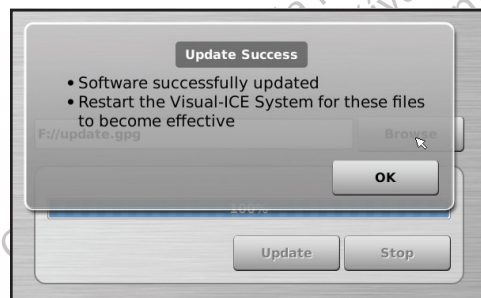 Update Success
• Software successfully updated
• Restart the Visual-ICE System for these files
to become effective
F://update.gpg
Browse
OK
100%
Update
Stop